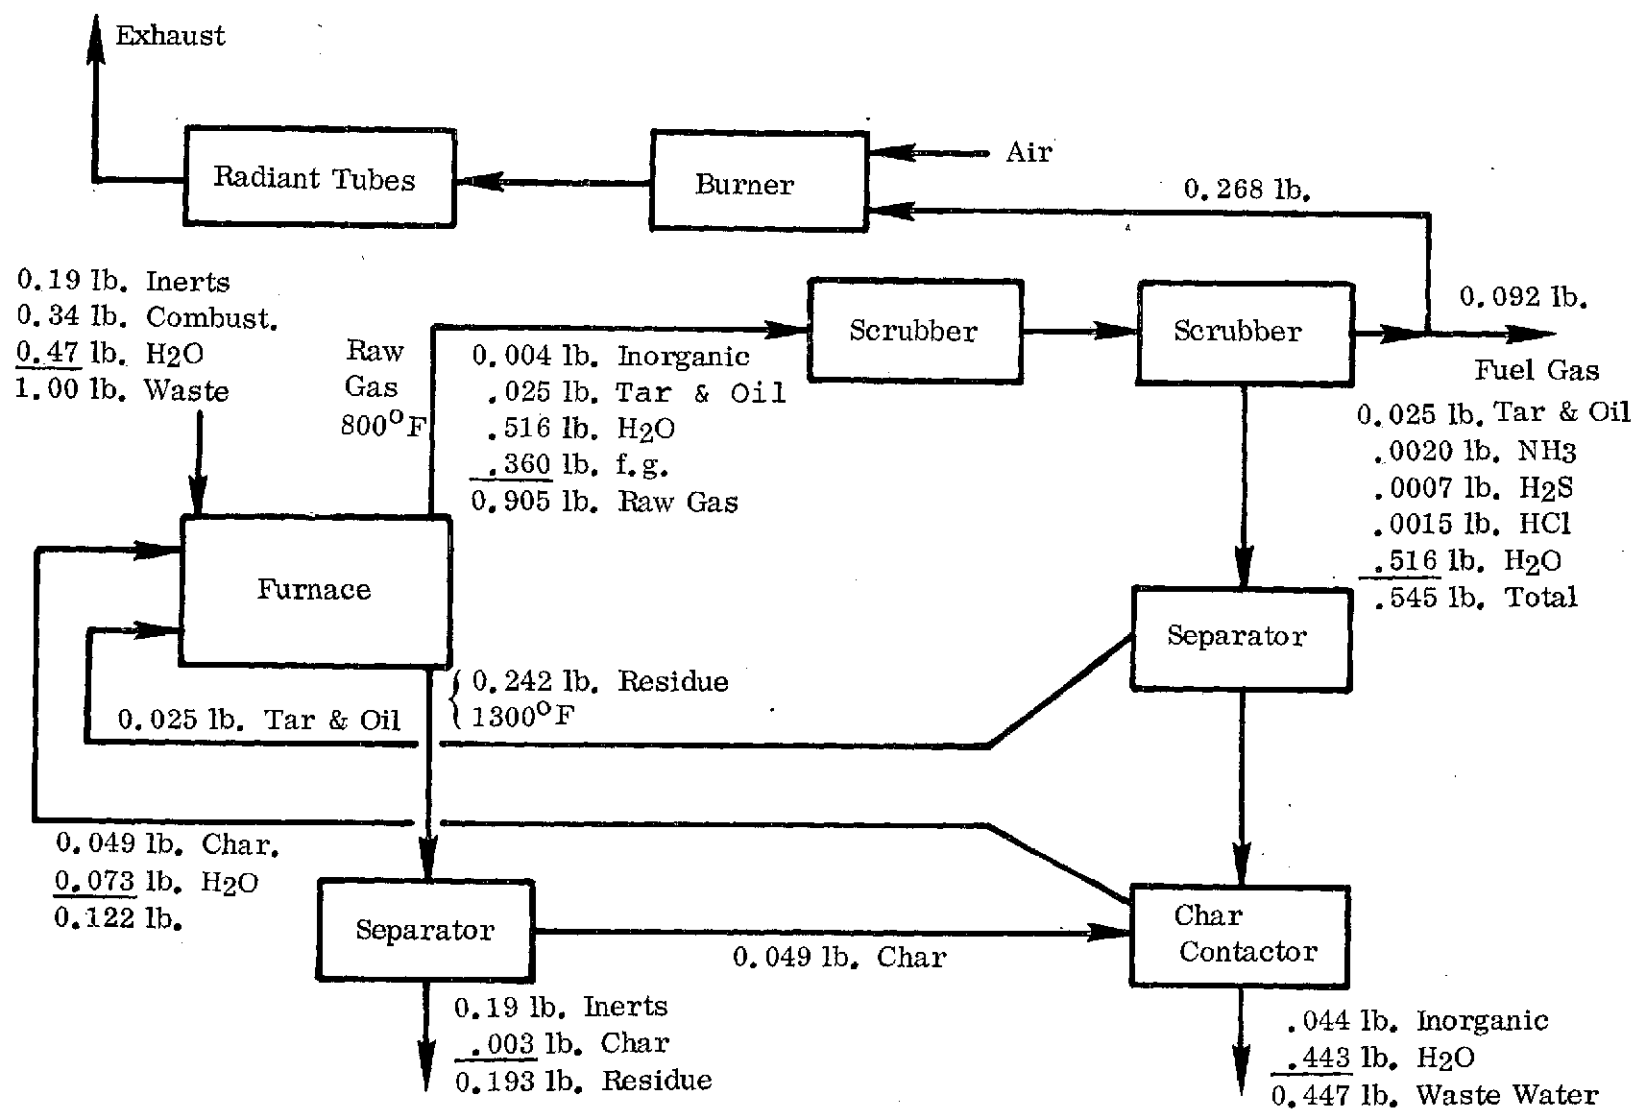 Exhaust
Radiant Tubes
Burner
Air
0.268 lb.
0.19 lb. Inerts
0.34 lb. Combust.
0.47 lb. H2O
1.00 lb. Waste
Raw
Gas
800°F
0.004 lb. Inorganic
.025 lb. Tar & Oil
.516 lb. H2O
.360 lb. f.g.
0.905 lb. Raw Gas
Scrubber
Scrubber
0.092 lb.
Fuel Gas
0.025 lb. Tar & Oil
.0020 lb. NH3
.0007 lb. H2S
.0015 lb. HCl
.516 lb. H2O
.545 lb. Total
Furnace
Separator
0.242 lb. Residue
1300°F
0.025 lb. Tar & Oil
0.049 lb. Char.
0.073 lb. H2O
0.122 lb.
Separator
0.049 lb. Char
Char
Contactor
0.19 lb. Inerts
.003 lb. Char
0.193 lb. Residue
.044 lb. Inorganic
.443 lb. H2O
0.447 lb. Waste Water